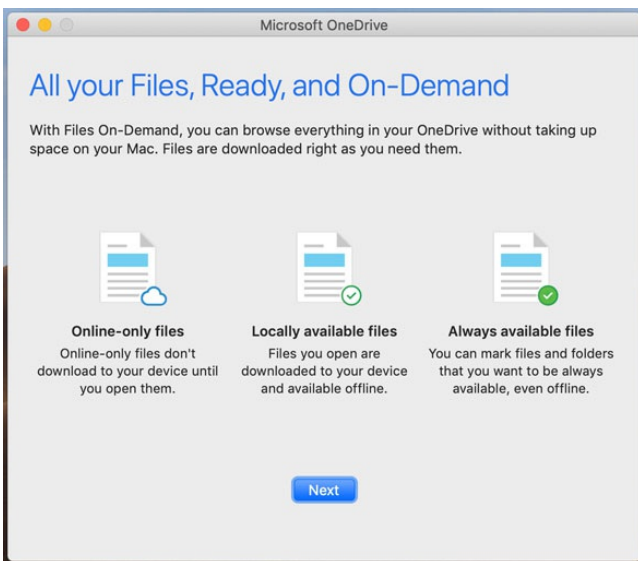 Microsoft OneDrive
All your Files, Ready, and On-Demand
With Files On-Demand, you can browse everything in your OneDrive without taking up
space on your Mac. Files are downloaded right as you need them.
Online-only files
Online-only files don't
download to your device until
you open them.
Locally available files
Files you open are
downloaded to your device
and available offline.
Always available files
You can mark files and folders
that you want to be always
available, even offline.
Next